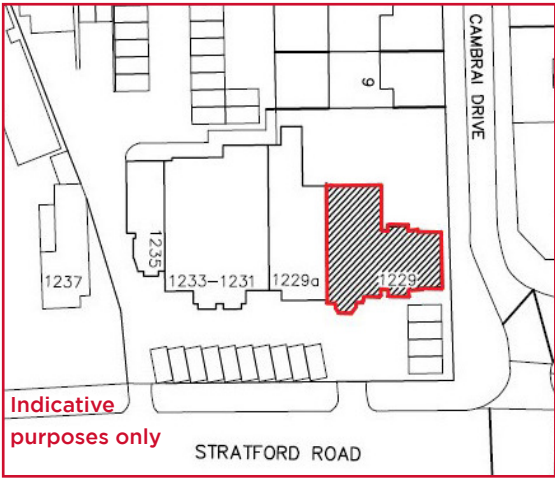 CAMBRAI DRIVE
9
1235
1237
1233-1231
1229a
1229
Indicative
purposes only
STRATFORD ROAD